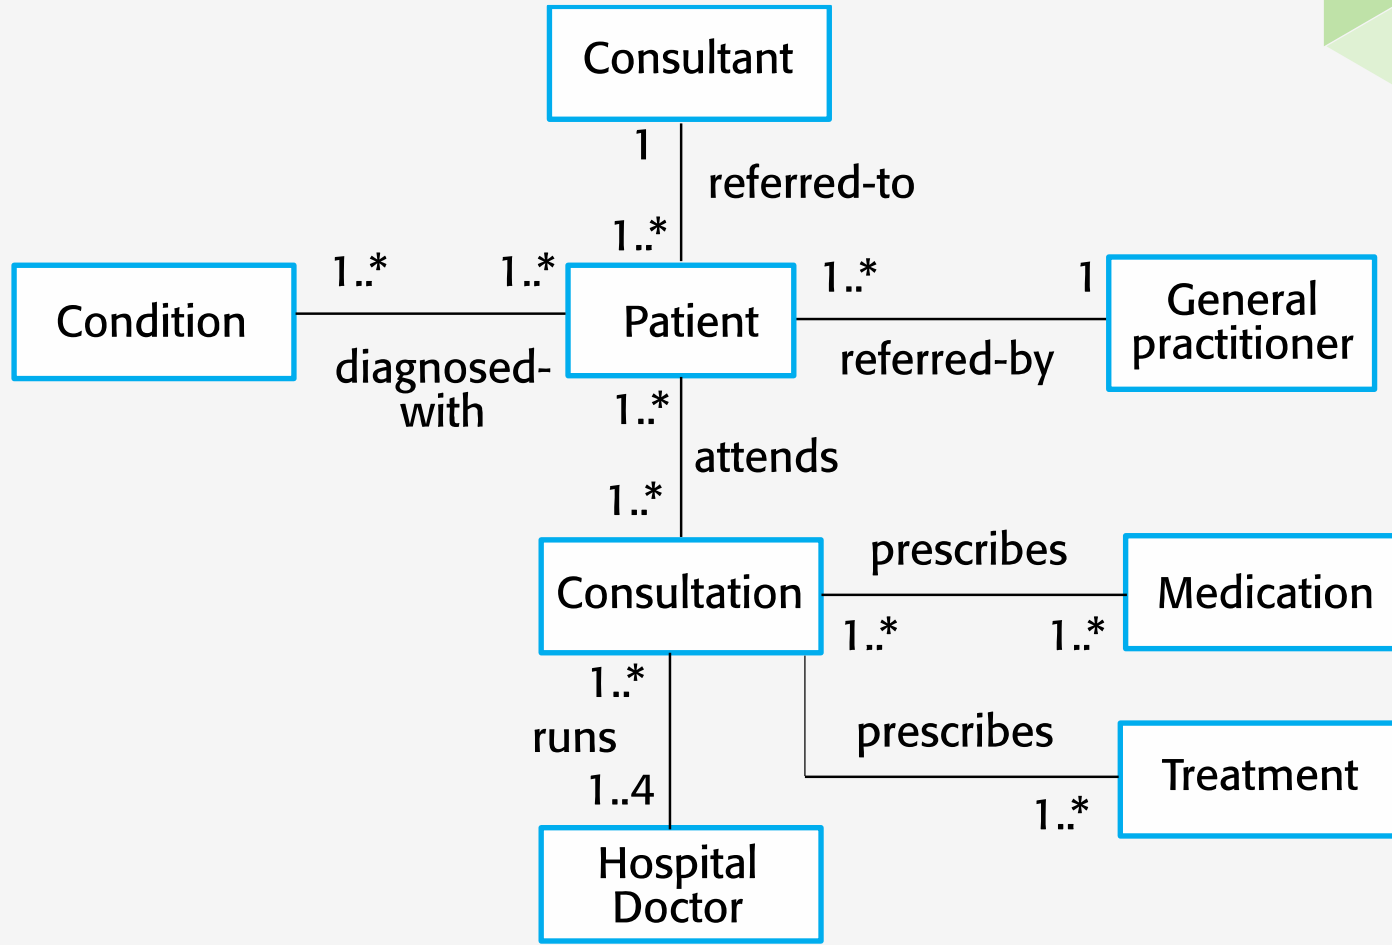 Consultant
1
referred-to
1..*
1..*
1..*
1..*
1
Condition
Patient
General
practitioner
diagnosed-
with
referred-by
1..*
attends
1..*
prescribes
Consultation
Medication
1..*
1..*
1..*
runs
prescribes
1..4
Treatment
1..*
Hospital
Doctor